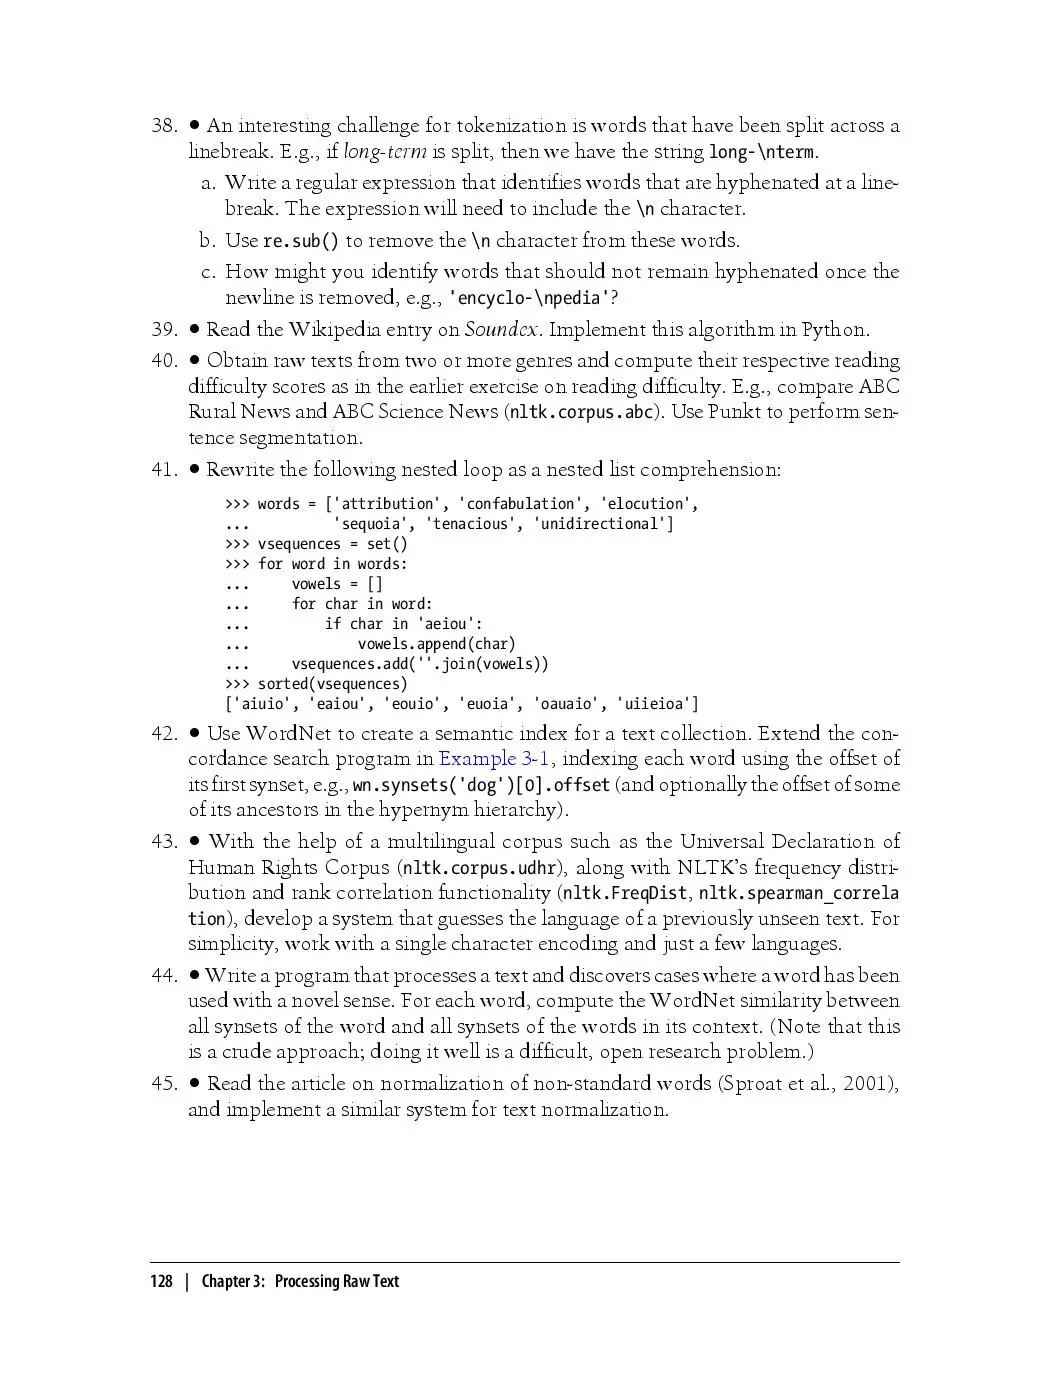 38. ● An interesting challenge for tokenization is words that have been split across a
linebreak. E.g., if long-term is split, then we have the string long-\nterm.
a. Write a regular expression that identifies words that are hyphenated at a line-
break. The expression will need to include the \n character.
b. Use re.sub() to remove the \n character from these words.
c. How might you identify words that should not remain hyphenated once the
newline is removed, e.g., 'encyclo-\npedia'?
39. ● Read the Wikipedia entry on Soundex. Implement this algorithm in Python.
40. ● Obtain raw texts from two or more genres and compute their respective reading
difficulty scores as in the earlier exercise on reading difficulty. E.g., compare ABC
Rural News and ABC Science News (nltk.corpus.abc). Use Punkt to perform sen-
tence segmentation.
41. ● Rewrite the following nested loop as a nested list comprehension:
>>> words = ['attribution', 'confabulation', 'elocution',
...          'sequoia', 'tenacious', 'unidirectional']
>>> vsequences = set()
>>> for word in words:
...     vowels = []
...     for char in word:
...         if char in 'aeiou':
...             vowels.append(char)
...     vsequences.add(''.join(vowels))
>>> sorted(vsequences)
['aiuio', 'eaiou', 'eouio', 'euoia', 'oauaio', 'uiieioa']
42. ● Use WordNet to create a semantic index for a text collection. Extend the con-
cordance search program in Example 3-1, indexing each word using the offset of
its first synset, e.g., wn.synsets('dog')[0].offset (and optionally the offset of some
of its ancestors in the hypernym hierarchy).
43. ● With the help of a multilingual corpus such as the Universal Declaration of
Human Rights Corpus (nltk.corpus.udhr), along with NLTK's frequency distri-
bution and rank correlation functionality (nltk.FreqDist, nltk.spearman_correla
tion), develop a system that guesses the language of a previously unseen text. For
simplicity, work with a single character encoding and just a few languages.
44. ● Write a program that processes a text and discovers cases where a word has been
used with a novel sense. For each word, compute the WordNet similarity between
all synsets of the word and all synsets of the words in its context. (Note that this
is a crude approach; doing it well is a difficult, open research problem.)
45. ● Read the article on normalization of non-standard words (Sproat et al., 2001),
and implement a similar system for text normalization.
128 | Chapter 3: Processing Raw Text